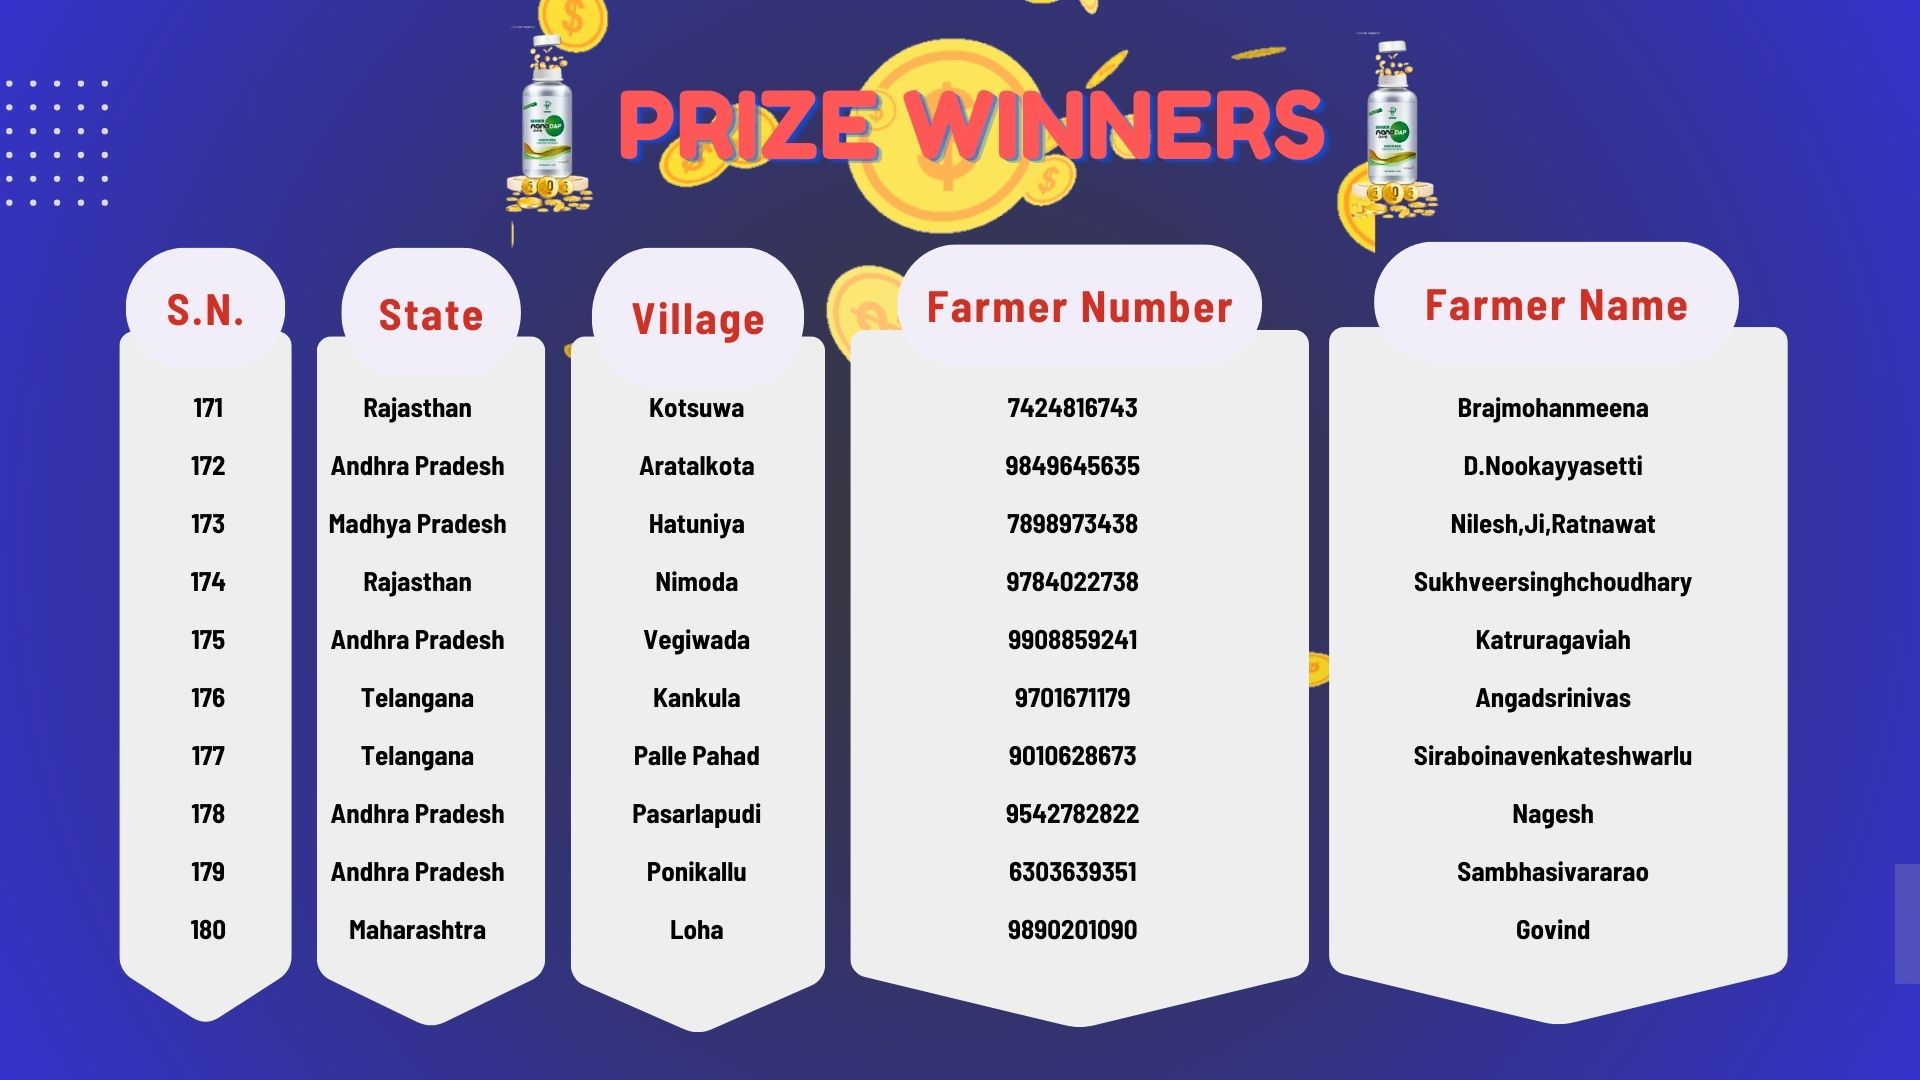 PRIZE WINNERS
S.N. State Village Farmer Number Farmer Name
171 Rajasthan Kotsuwa 7424816743 Brajmohanmeena
172 Andhra Pradesh Aratalkota 9849645635 D.Nookayyasetti
173 Madhya Pradesh Hatuniya 7898973438 Nilesh,Ji,Ratnawat
174 Rajasthan Nimoda 9784022738 Sukhveersinghchoudhary
175 Andhra Pradesh Vegiwada 9908859241 Katruragaviah
176 Telangana Kankula 9701671179 Angadsrinivas
177 Telangana Palle Pahad 9010628673 Siraboinavenkateshwarlu
178 Andhra Pradesh Pasarlapudi 9542782822 Nagesh
179 Andhra Pradesh Ponikallu 6303639351 Sambhasivararao
180 Maharashtra Loha 9890201090 Govind